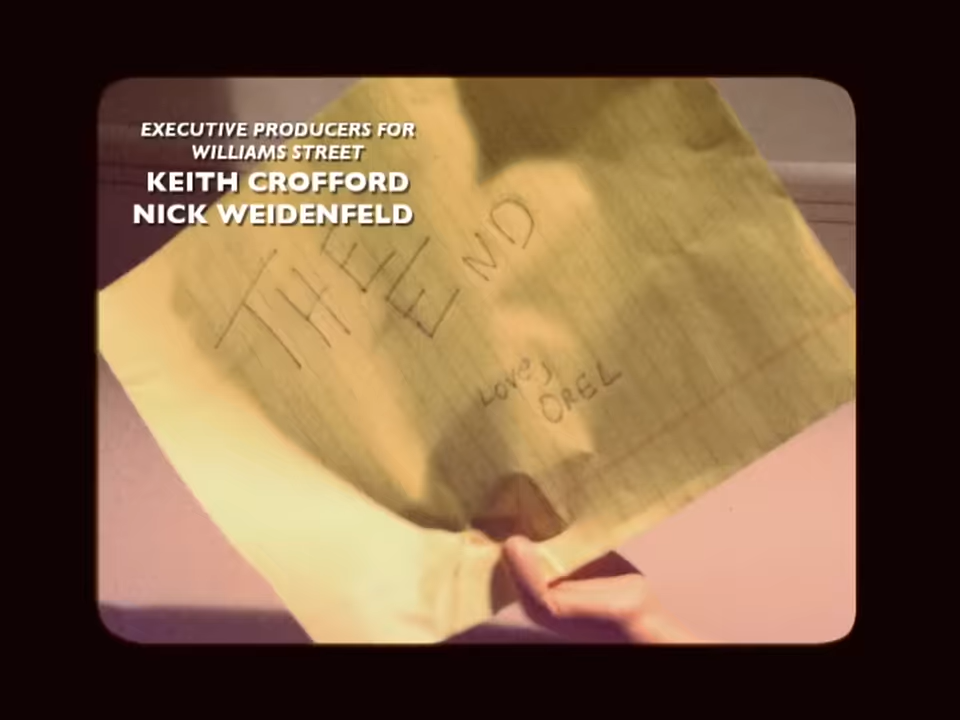 EXECUTIVE PRODUCERS FOR
WILLIAMS STREET
KEITH CROFFORD
NICK WEIDENFELD
THE END
LOVE,
OREL